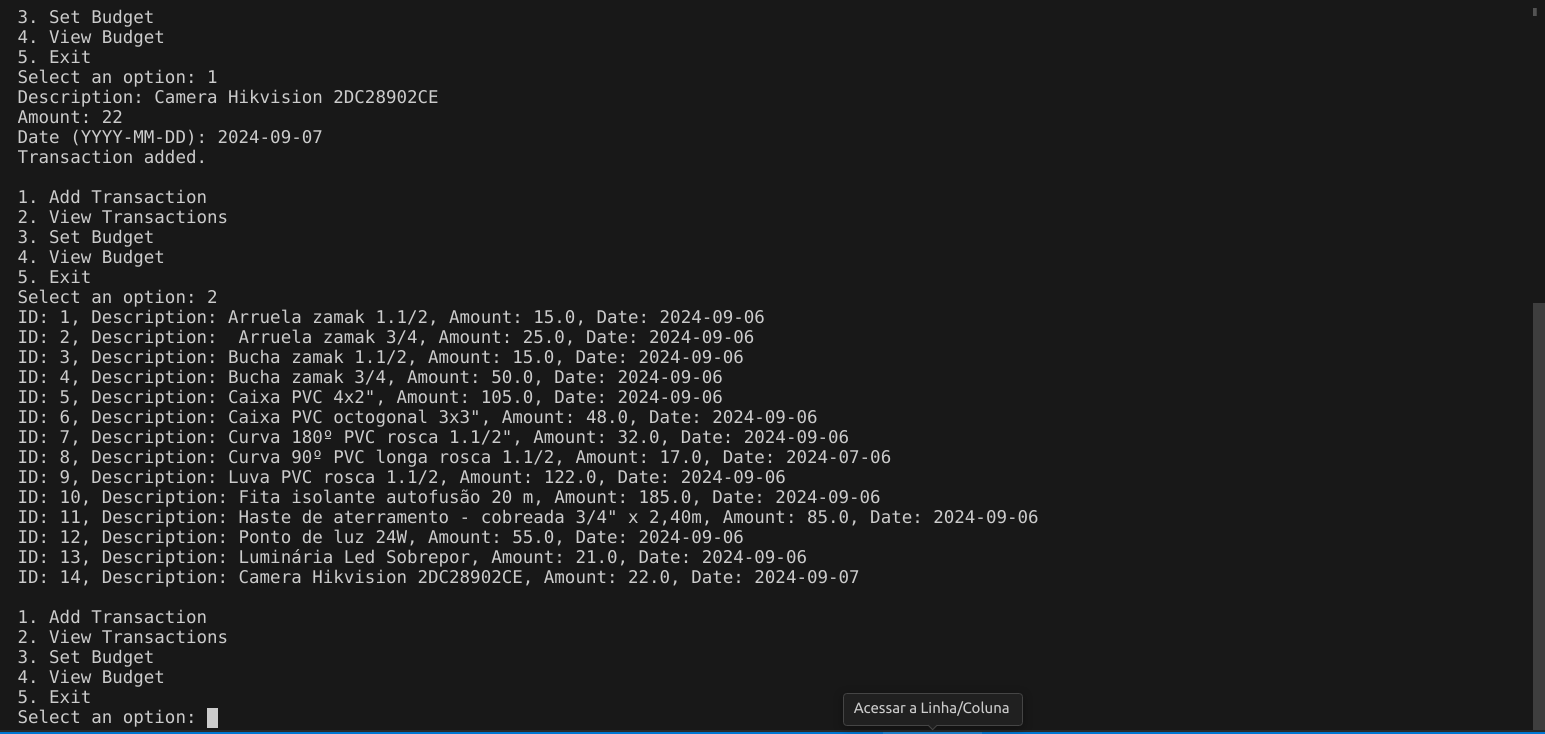 3. Set Budget
4. View Budget
5. Exit
Select an option: 1
Description: Camera Hikvision 2DC28902CE
Amount: 22
Date (YYYY-MM-DD): 2024-09-07
Transaction added.
1. Add Transaction
2. View Transactions
3. Set Budget
4. View Budget
5. Exit
Select an option: 2
ID: 1, Description: Arruela zamak 1.1/2, Amount: 15.0, Date: 2024-09-06
ID: 2, Description:  Arruela zamak 3/4, Amount: 25.0, Date: 2024-09-06
ID: 3, Description: Bucha zamak 1.1/2, Amount: 15.0, Date: 2024-09-06
ID: 4, Description: Bucha zamak 3/4, Amount: 50.0, Date: 2024-09-06
ID: 5, Description: Caixa PVC 4x2", Amount: 105.0, Date: 2024-09-06
ID: 6, Description: Caixa PVC octogonal 3x3", Amount: 48.0, Date: 2024-09-06
ID: 7, Description: Curva 180º PVC rosca 1.1/2", Amount: 32.0, Date: 2024-09-06
ID: 8, Description: Curva 90º PVC longa rosca 1.1/2, Amount: 17.0, Date: 2024-07-06
ID: 9, Description: Luva PVC rosca 1.1/2, Amount: 122.0, Date: 2024-09-06
ID: 10, Description: Fita isolante autofusão 20 m, Amount: 185.0, Date: 2024-09-06
ID: 11, Description: Haste de aterramento - cobreada 3/4" x 2,40m, Amount: 85.0, Date: 2024-09-06
ID: 12, Description: Ponto de luz 24W, Amount: 55.0, Date: 2024-09-06
ID: 13, Description: Luminária Led Sobrepor, Amount: 21.0, Date: 2024-09-06
ID: 14, Description: Camera Hikvision 2DC28902CE, Amount: 22.0, Date: 2024-09-07
1. Add Transaction
2. View Transactions
3. Set Budget
4. View Budget
5. Exit
Select an option:
Acessar a Linha/Coluna